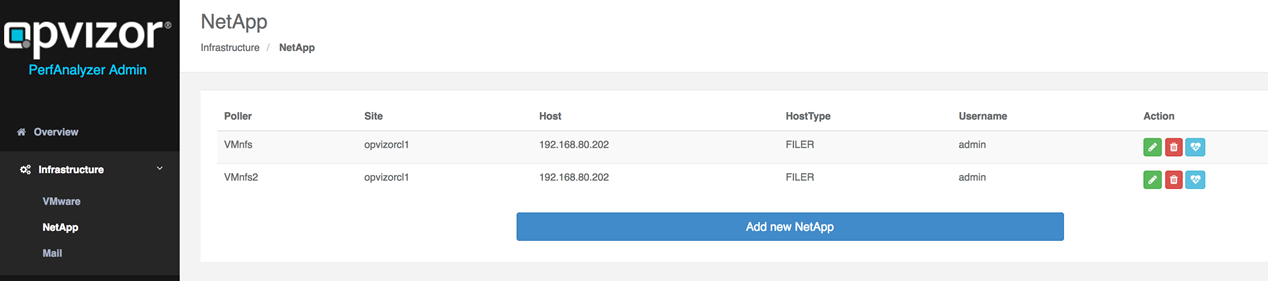 opvizor®
PerfAnalyzer Admin
Overview
Infrastructure
VMware
NetApp
Mail
NetApp
Infrastructure / NetApp
Poller Site Host HostType Username Action
VMnfs opvizorcl1 192.168.80.202 FILER admin
VMnfs2 opvizorcl1 192.168.80.202 FILER admin
Add new NetApp